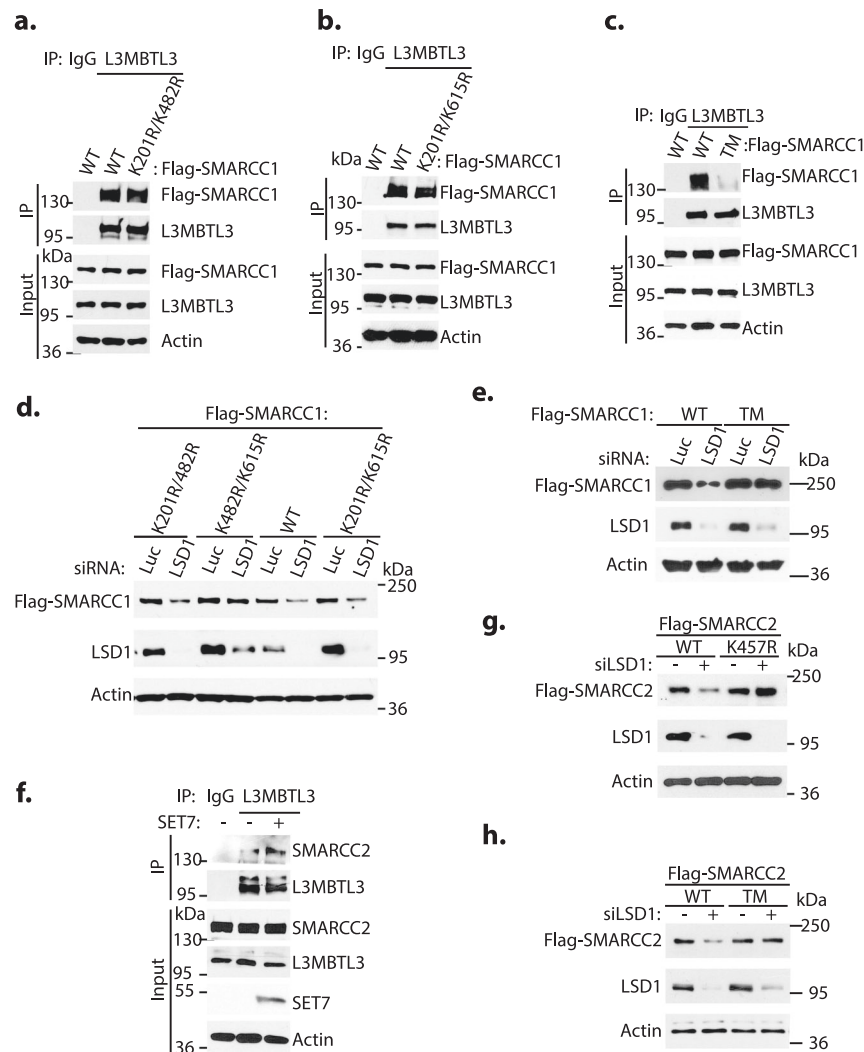 a.
IP: IgG L3MBTL3
WT WT K201R/K482R
: Flag-SMARCC1
IP
130 Flag-SMARCC1
95 L3MBTL3
kDa
Input
130 Flag-SMARCC1
95 L3MBTL3
36 Actin
b.
IP: IgG L3MBTL3
kDa WT WT K201R/K615R
: Flag-SMARCC1
IP
130 Flag-SMARCC1
95 L3MBTL3
Input
130 Flag-SMARCC1
95 L3MBTL3
36 Actin
c.
IP: IgG L3MBTL3
WT WT TM
:Flag-SMARCC1
IP
130 Flag-SMARCC1
95 L3MBTL3
Input
130 Flag-SMARCC1
95 L3MBTL3
36 Actin
d.
Flag-SMARCC1:
K201R/482R K482R/K615R WT K201R/K615R
siRNA: Luc LSD1 Luc LSD1 Luc LSD1 Luc LSD1 kDa
Flag-SMARCC1 250
LSD1 95
Actin 36
e.
Flag-SMARCC1: WT TM
siRNA: Luc LSD1 Luc LSD1 kDa
Flag-SMARCC1 250
LSD1 95
Actin 36
g.
Flag-SMARCC2
WT K457R kDa
siLSD1: - + - +
250
Flag-SMARCC2
LSD1 95
Actin 36
f.
IP: IgG L3MBTL3
SET7: - - +
IP
130 SMARCC2
95 L3MBTL3
kDa
Input
130 SMARCC2
95 L3MBTL3
55 SET7
36 Actin
h.
Flag-SMARCC2
WT TM kDa
siLSD1: - + - +
250
Flag-SMARCC2
LSD1 95
Actin 36